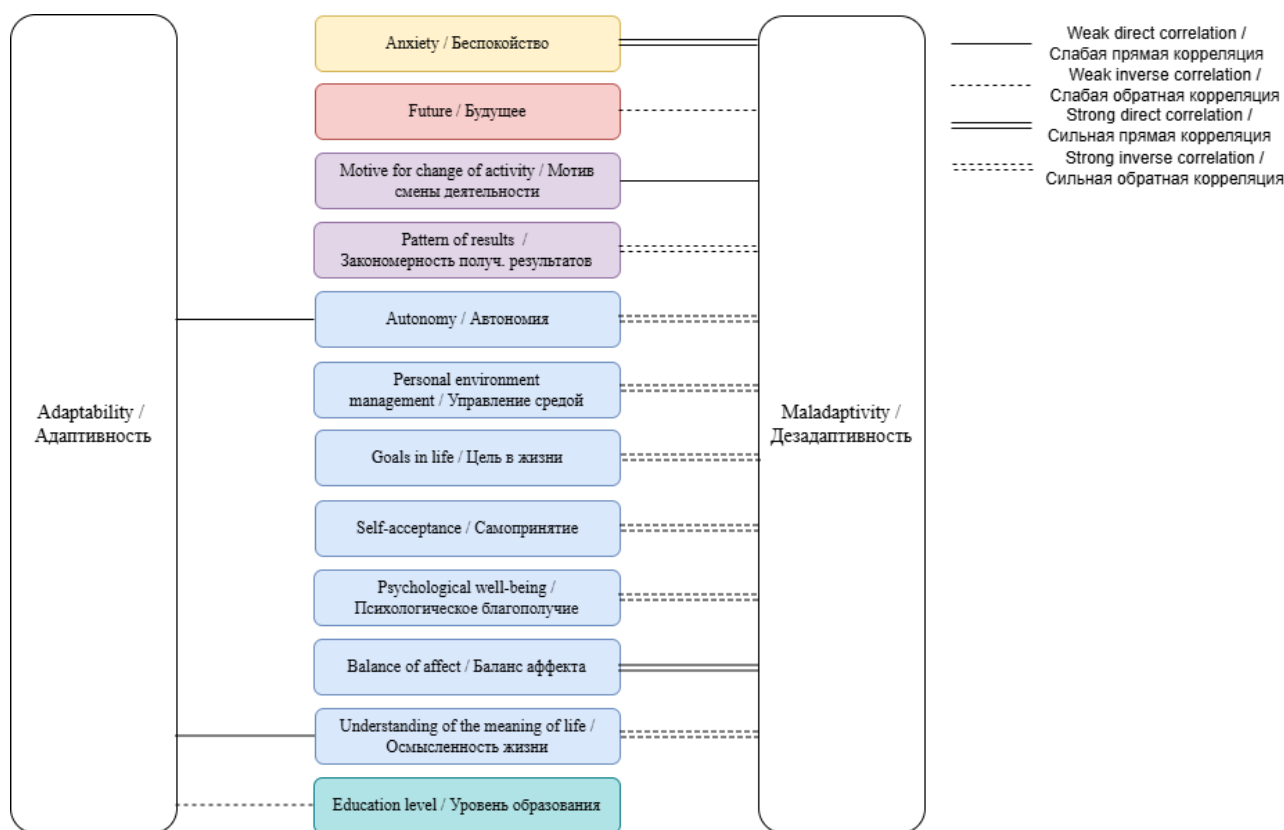 Adaptability /
Адаптивность
Anxiety / Беспокойство
Future / Будущее
Motive for change of activity / Мотив
смены деятельности
Pattern of results /
Закономерность получ. результатов
Autonomy / Автономия
Personal environment
management / Управление средой
Goals in life / Цель в жизни
Self-acceptance / Самопринятие
Psychological well-being /
Психологическое благополучие
Balance of affect / Баланс аффекта
Understanding of the meaning of life /
Осмысленность жизни
Education level / Уровень образования
Maladaptivity /
Дезадаптивность
Weak direct correlation /
Слабая прямая корреляция
Weak inverse correlation /
Слабая обратная корреляция
Strong direct correlation /
Сильная прямая корреляция
Strong inverse correlation /
Сильная обратная корреляция